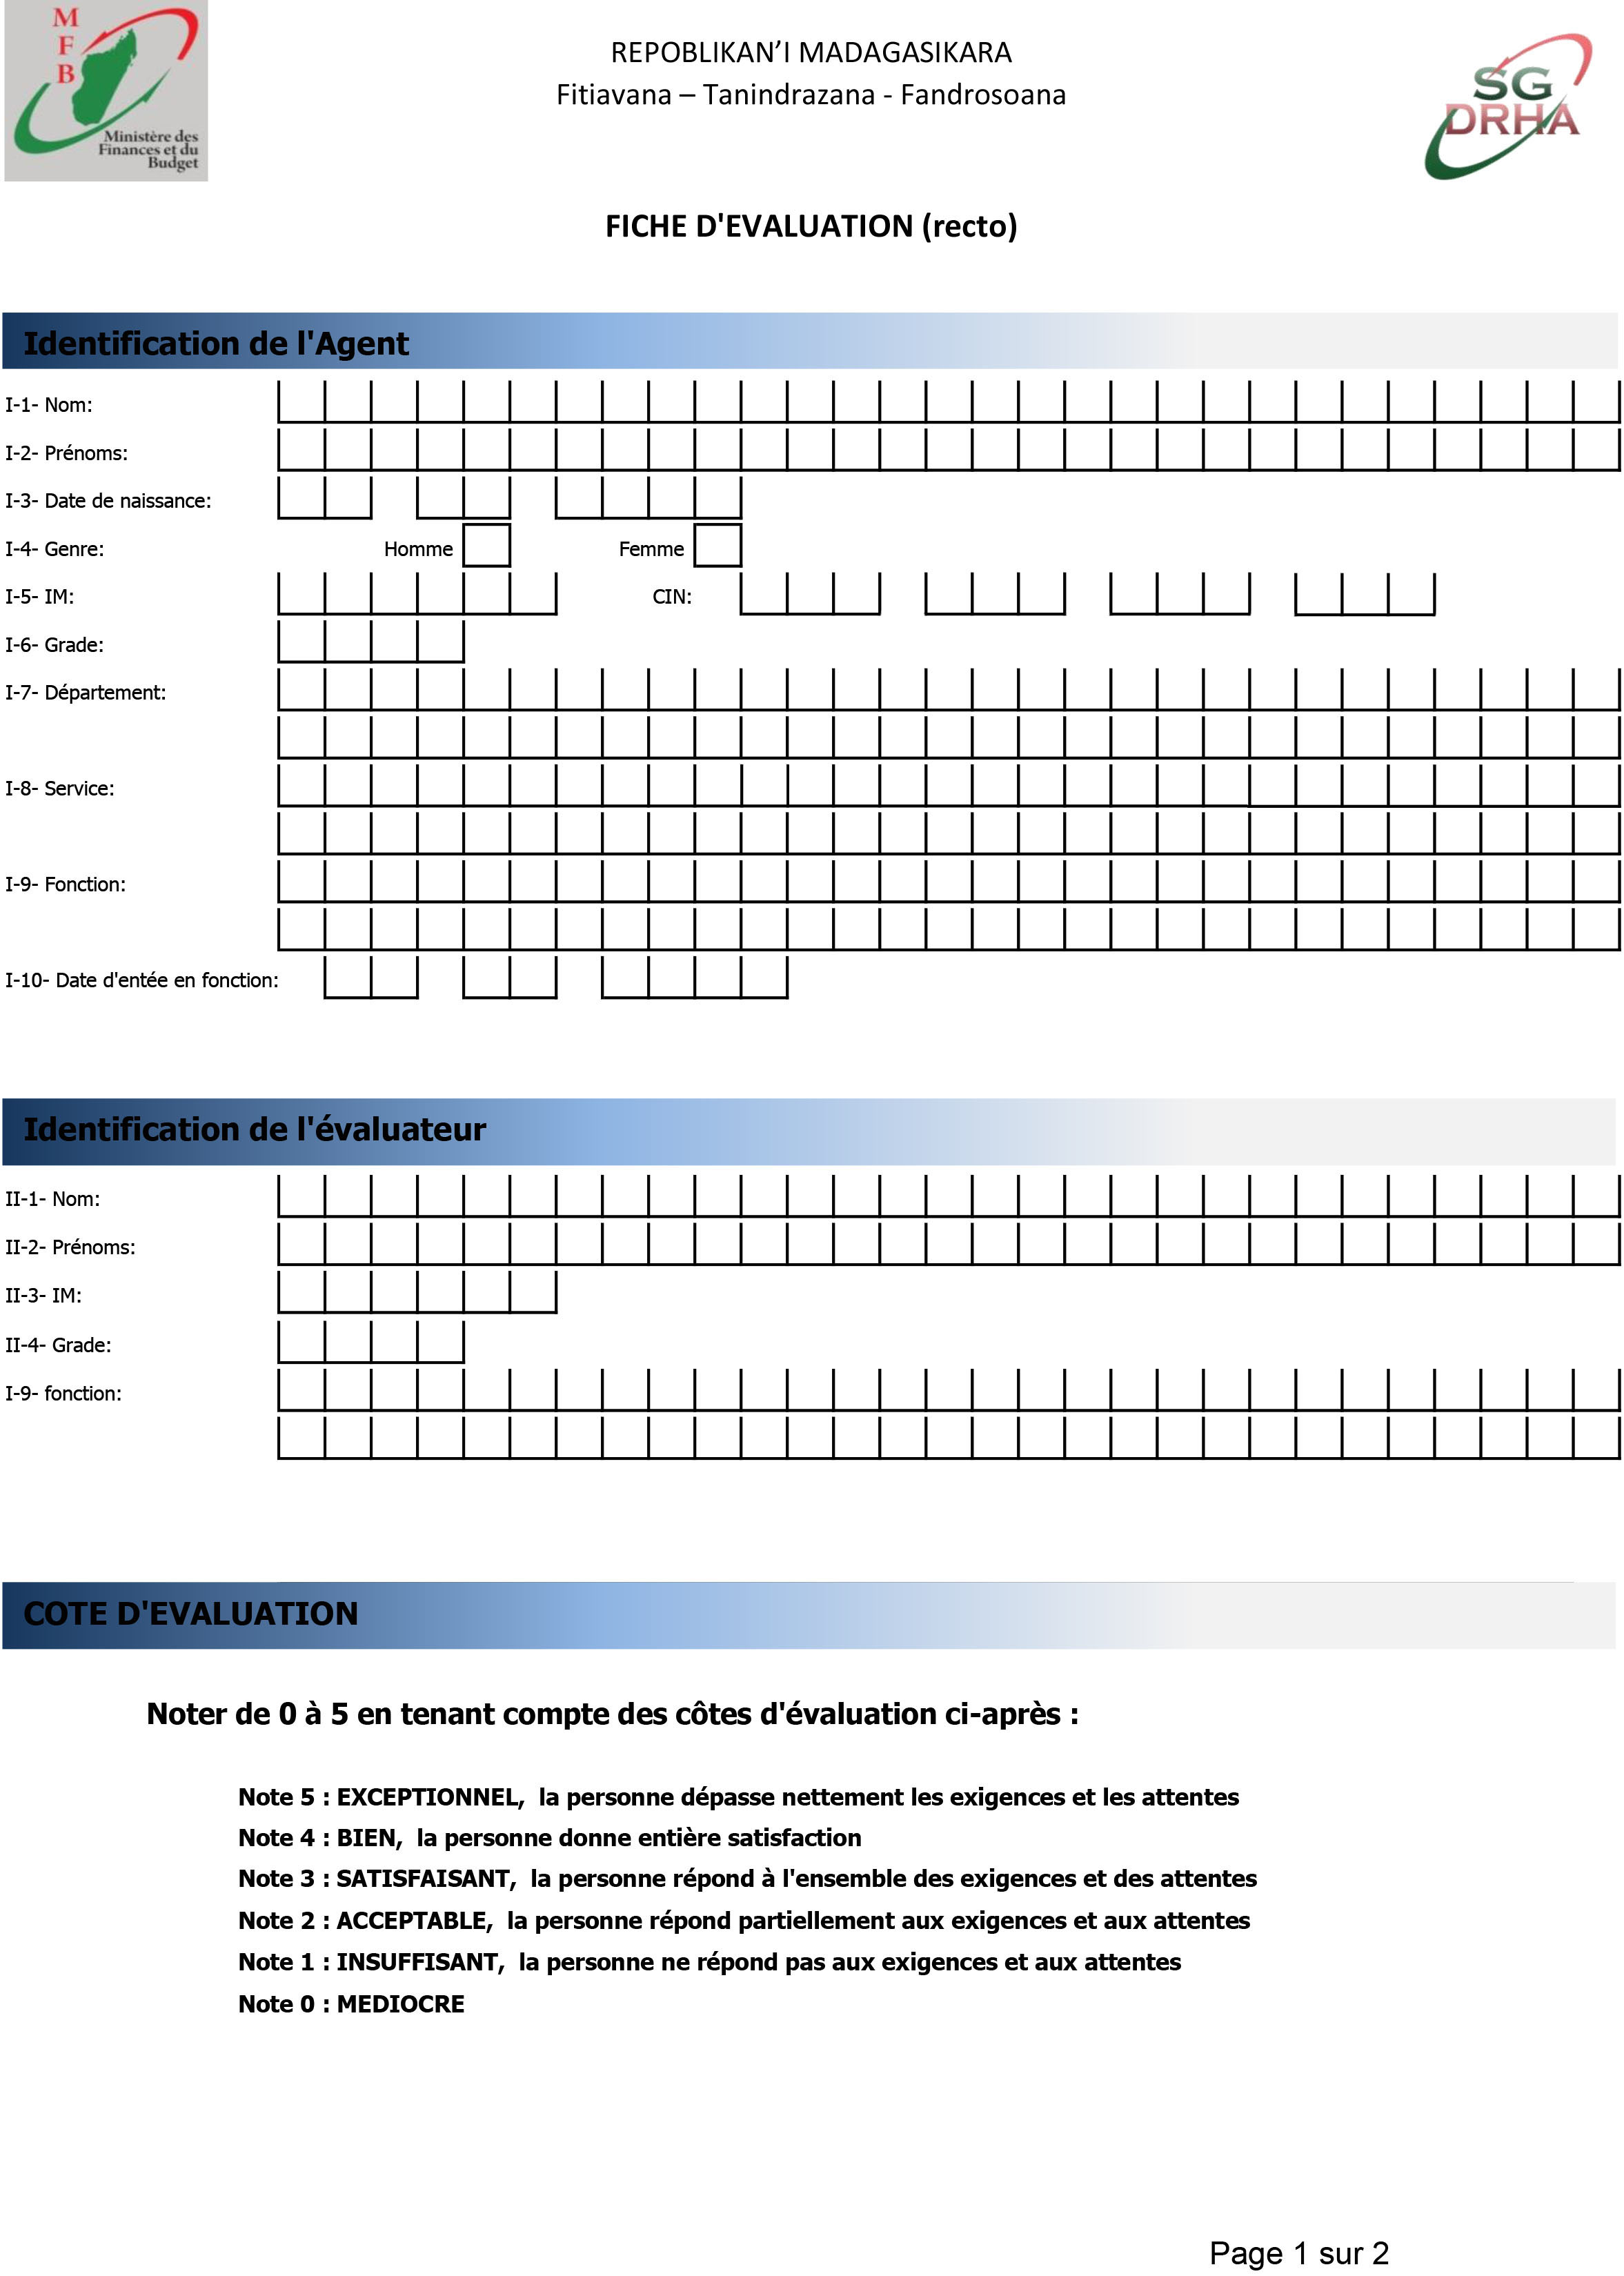 M
F
B
Ministère des
Finances et du
Budget
REPOBLIKAN’I MADAGASIKARA
Fitiavana – Tanindrazana - Fandrosoana
SG
DRHA
FICHE D'EVALUATION (recto)
Identification de l'Agent
I-1- Nom:
I-2- Prénoms:
I-3- Date de naissance:
I-4- Genre: Homme Femme
I-5- IM: CIN:
I-6- Grade:
I-7- Département:
I-8- Service:
I-9- Fonction:
I-10- Date d'entée en fonction:
Identification de l'évaluateur
II-1- Nom:
II-2- Prénoms:
II-3- IM:
II-4- Grade:
I-9- fonction:
COTE D'EVALUATION
Noter de 0 à 5 en tenant compte des côtes d'évaluation ci-après :
Note 5 : EXCEPTIONNEL, la personne dépasse nettement les exigences et les attentes
Note 4 : BIEN, la personne donne entière satisfaction
Note 3 : SATISFAISANT, la personne répond à l'ensemble des exigences et des attentes
Note 2 : ACCEPTABLE, la personne répond partiellement aux exigences et aux attentes
Note 1 : INSUFFISANT, la personne ne répond pas aux exigences et aux attentes
Note 0 : MEDIOCRE
Page 1 sur 2